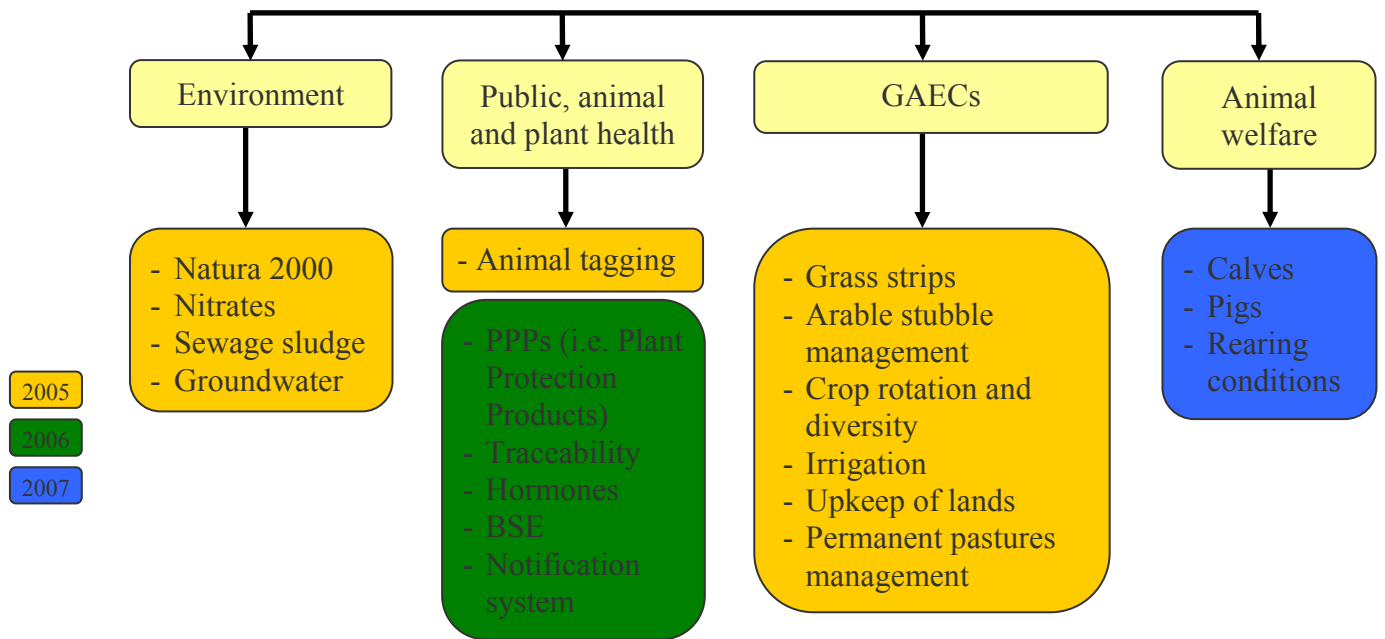 Environment
Public, animal
and plant health
GAECs
Animal
welfare
- Natura 2000
- Nitrates
- Sewage sludge
- Groundwater
- Animal tagging
- PPPs (i.e. Plant
Protection
Products)
- Traceability
- Hormones
- BSE
- Notification
system
- Grass strips
- Arable stubble
management
- Crop rotation and
diversity
- Irrigation
- Upkeep of lands
- Permanent pastures
management
- Calves
- Pigs
- Rearing
conditions
2005
2006
2007